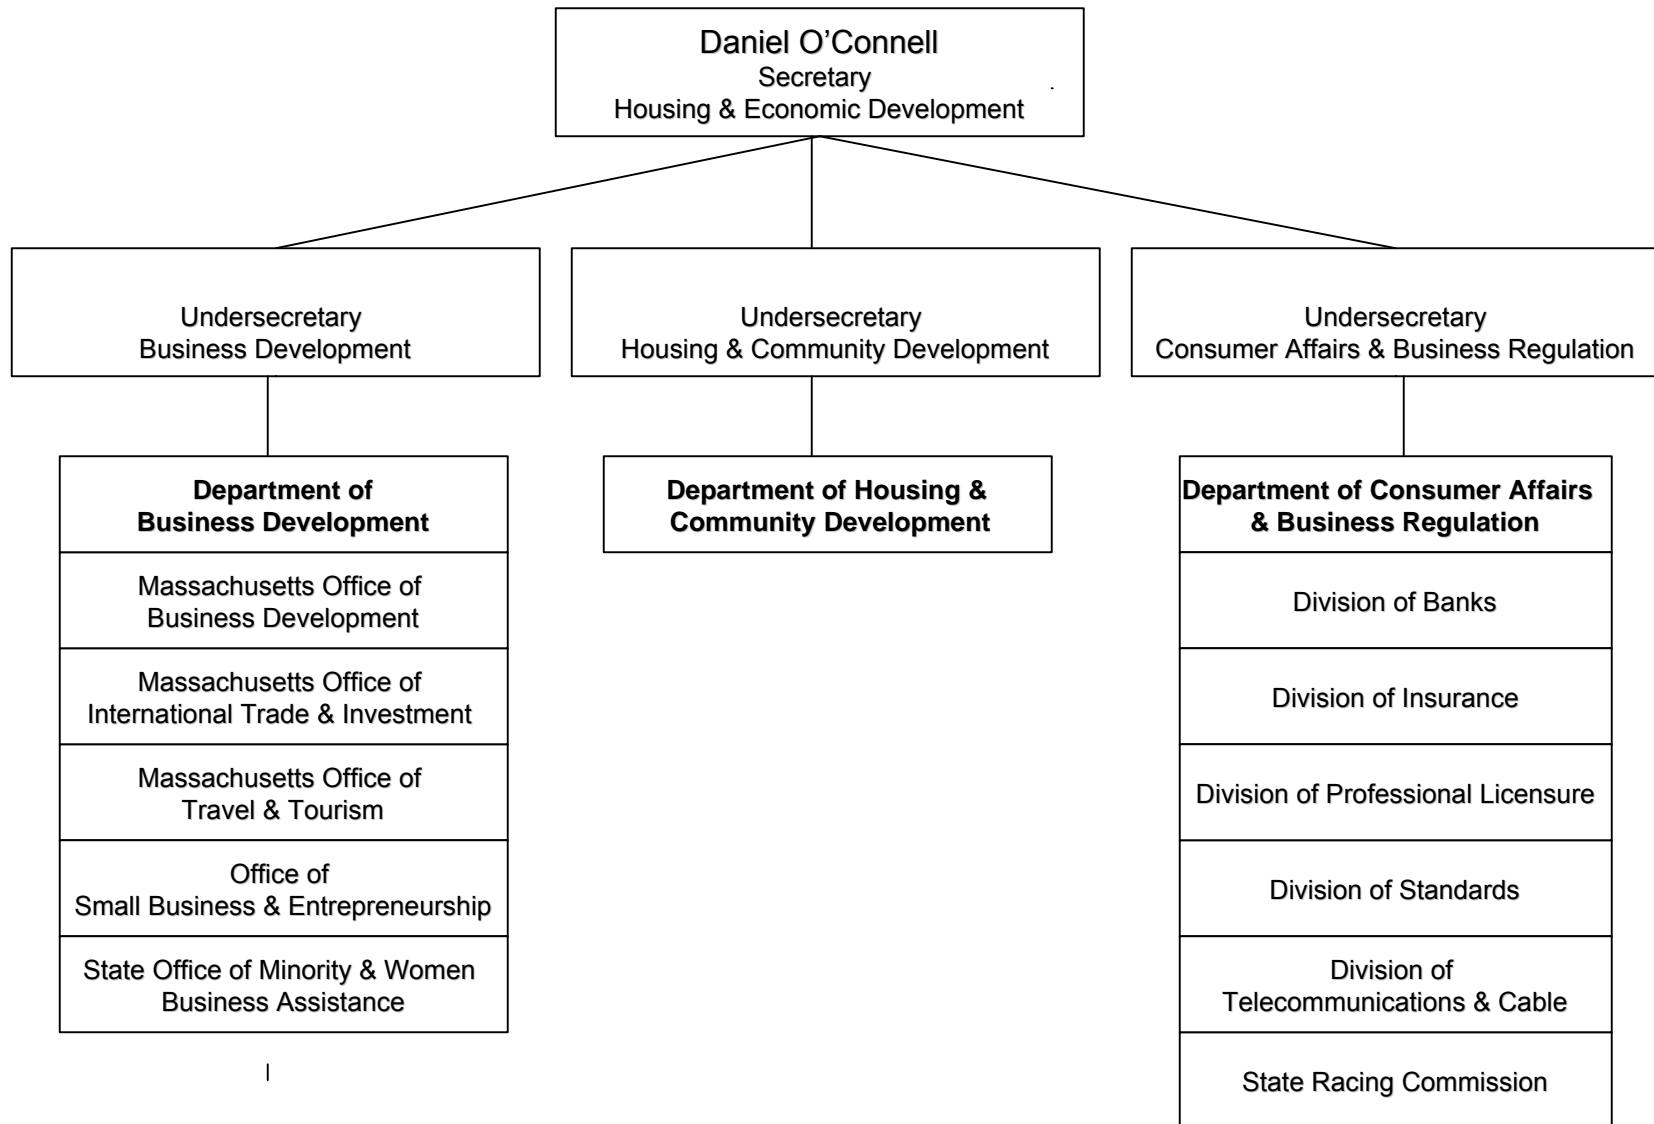 Daniel O’Connell
Secretary
Housing & Economic Development
Undersecretary
Business Development
Undersecretary
Housing & Community Development
Undersecretary
Consumer Affairs & Business Regulation
Department of
Business Development
Massachusetts Office of
Business Development
Massachusetts Office of
International Trade & Investment
Massachusetts Office of
Travel & Tourism
Office of
Small Business & Entrepreneurship
State Office of Minority & Women
Business Assistance
Department of Housing &
Community Development
Department of Consumer Affairs
& Business Regulation
Division of Banks
Division of Insurance
Division of Professional Licensure
Division of Standards
Division of
Telecommunications & Cable
State Racing Commission